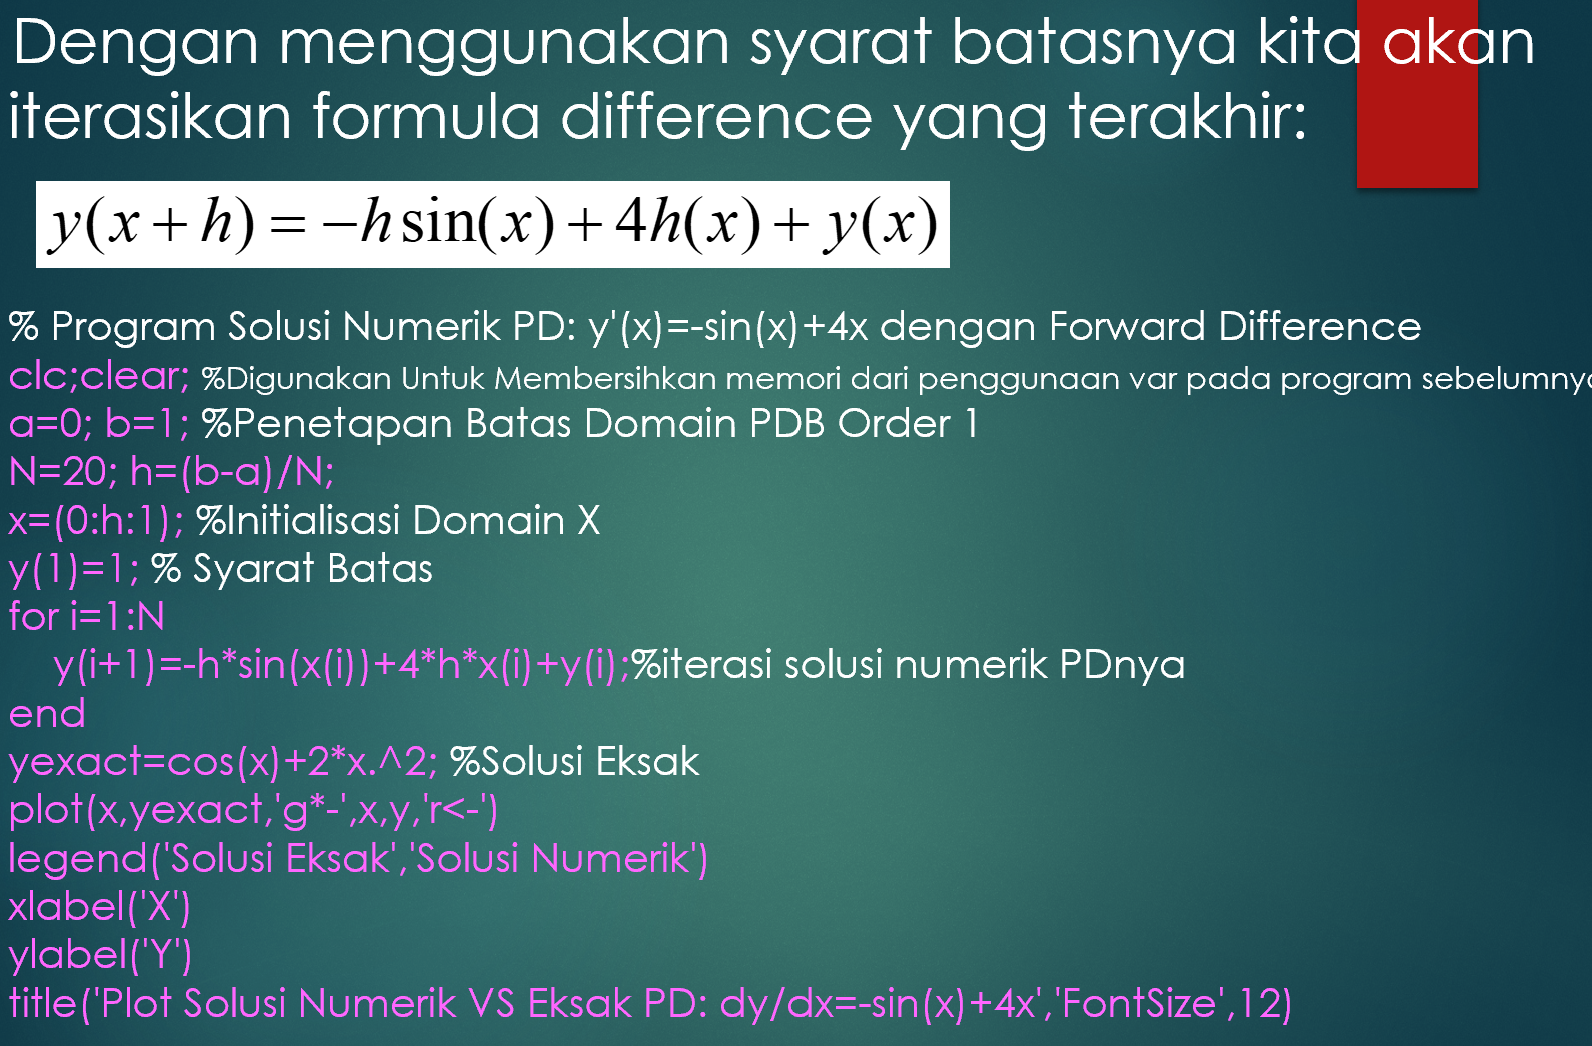 Dengan menggunakan syarat batasnya kita akan
iterasikan formula difference yang terakhir:
y(x + h) = −h sin(x) + 4h(x) + y(x)
% Program Solusi Numerik PD: y'(x)=-sin(x)+4x dengan Forward Difference
clc;clear; %Digunakan Untuk Membersihkan memori dari penggunaan var pada program sebelumnya
a=0; b=1; %Penetapan Batas Domain PDB Order 1
N=20; h=(b-a)/N;
x=(0:h:1); %Initialisasi Domain X
y(1)=1; % Syarat Batas
for i=1:N
y(i+1)=-h*sin(x(i))+4*h*x(i)+y(i);%iterasi solusi numerik PDnya
end
yexact=cos(x)+2*x.^2; %Solusi Eksak
plot(x,yexact,'g*-',x,y,'r<-')
legend('Solusi Eksak','Solusi Numerik')
xlabel('X')
ylabel('Y')
title('Plot Solusi Numerik VS Eksak PD: dy/dx=-sin(x)+4x','FontSize',12)